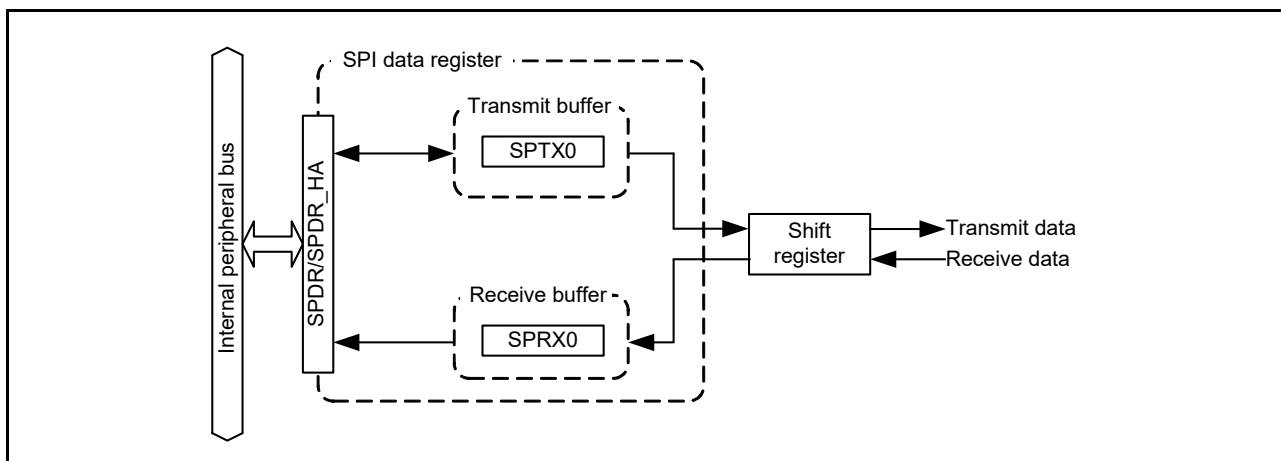 SPI data register
Transmit buffer
SPTX0
Internal peripheral bus
SPDR/SPDR_HA
Shift
register
Transmit data
Receive data
Receive buffer
SPRX0